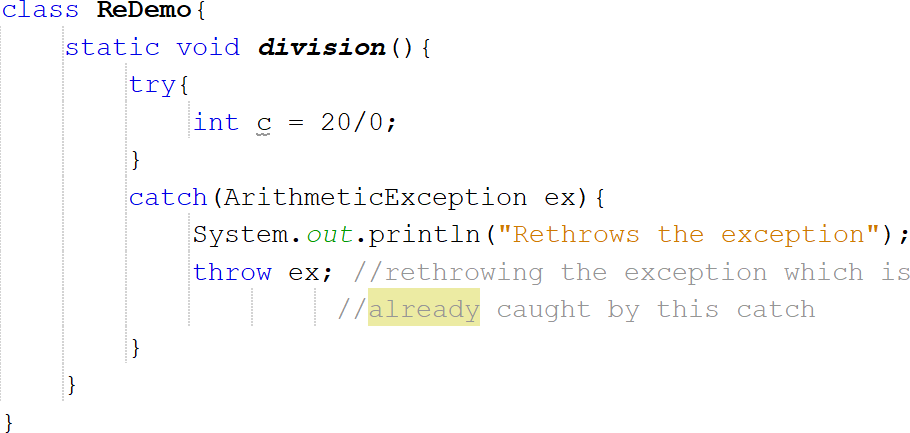 class ReDemo{
static void division(){
try{
int c = 20/0;
}
catch(ArithmeticException ex){
System.out.println("Rethrows the exception");
throw ex; //rethrowing the exception which is
//already caught by this catch
}
}
}